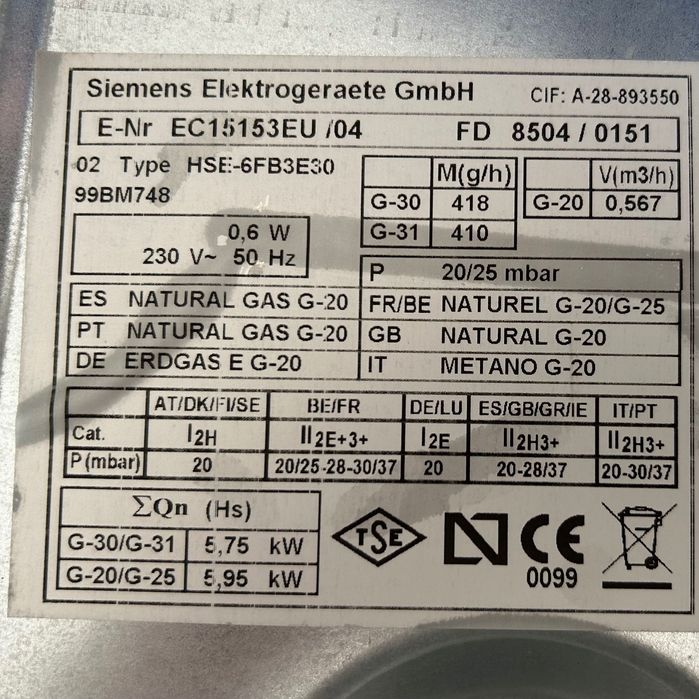 Siemens Elektrogeraete GmbH CIF: A-28-893550
E-Nr EC15153EU /04 FD 8504 / 0151
02 Type HSE-6FB3E30
99BM748
0,6 W
230 V~ 50 Hz
M(g/h)
G-30 418
G-31 410
V(m3/h)
G-20 0,567
P 20/25 mbar
ES NATURAL GAS G-20
PT NATURAL GAS G-20
DE ERDGAS E G-20
FR/BE NATUREL G-20/G-25
GB NATURAL G-20
IT METANO G-20
AT/DK/FI/SE BE/FR DE/LU ES/GB/GR/IE IT/PT
Cat. I2H II2E+3+ I2E II2H3+ II2H3+
P (mbar) 20 20/25-28-30/37 20 20-28/37 20-30/37
ΣQn (Hs)
G-30/G-31 5,75 kW
G-20/G-25 5,95 kW
TSE
CE
0099